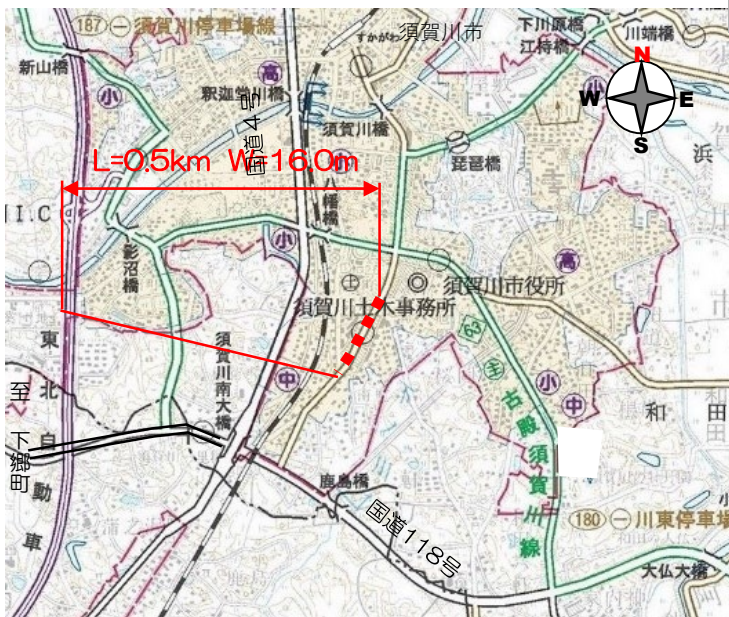 187 一 須賀川停車場線
すかがわ 須賀川市
下川原橋
江持橋
川端橋
新山橋
小
高
釈迦堂川橋
国道4号
須賀川橋
小
N
W E
S
L=0.5km W=16.0m
琵琶橋
浜
I.C
八幡橋
小
影沼橋
高
須賀川市役所
須賀川土木事務所
63
主
古殿須賀川線
東北自動車
須賀川南大橋
中
小
中
和田
至下郷町
鹿島橋
国道118号
180 一 川東停車場
大仏大橋
市